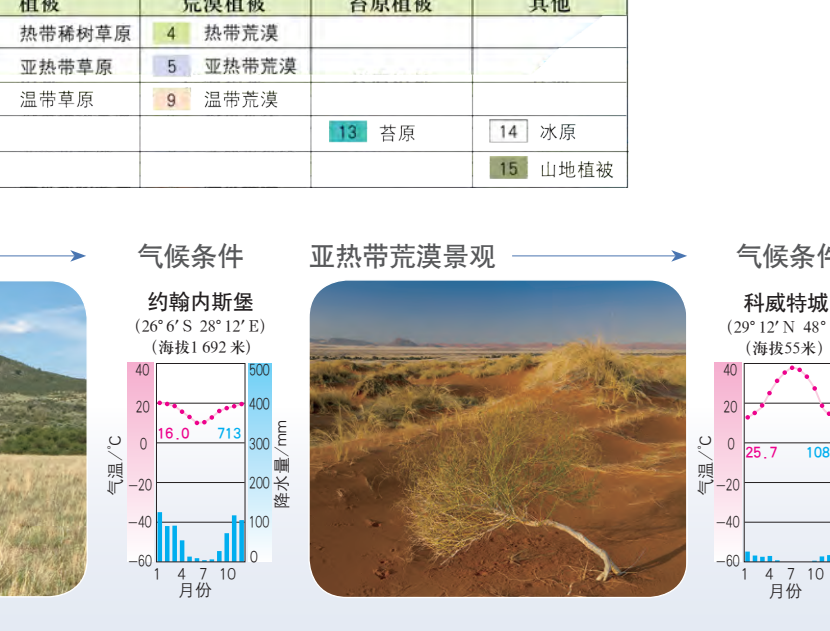 植被 荒漠植被 苔原植被 其他
热带稀树草原 4 热带荒漠
亚热带草原 5 亚热带荒漠
温带草原 9 温带荒漠
13 苔原 14 冰原
15 山地植被
气候条件
约翰内斯堡
(26°6′S 28°12′E)
(海拔1 692 米)
40 500
20 400
16.0 713
0 300
-20 200
-40 100
-60 0
气温/℃
降水量/mm
1 4 7 10
月份
亚热带荒漠景观
气候条件
科威特城
(29°12′N 48°
(海拔55米)
40
20
0
25.7 108
-20
-40
-60
气温/℃
1 4 7 10
月份